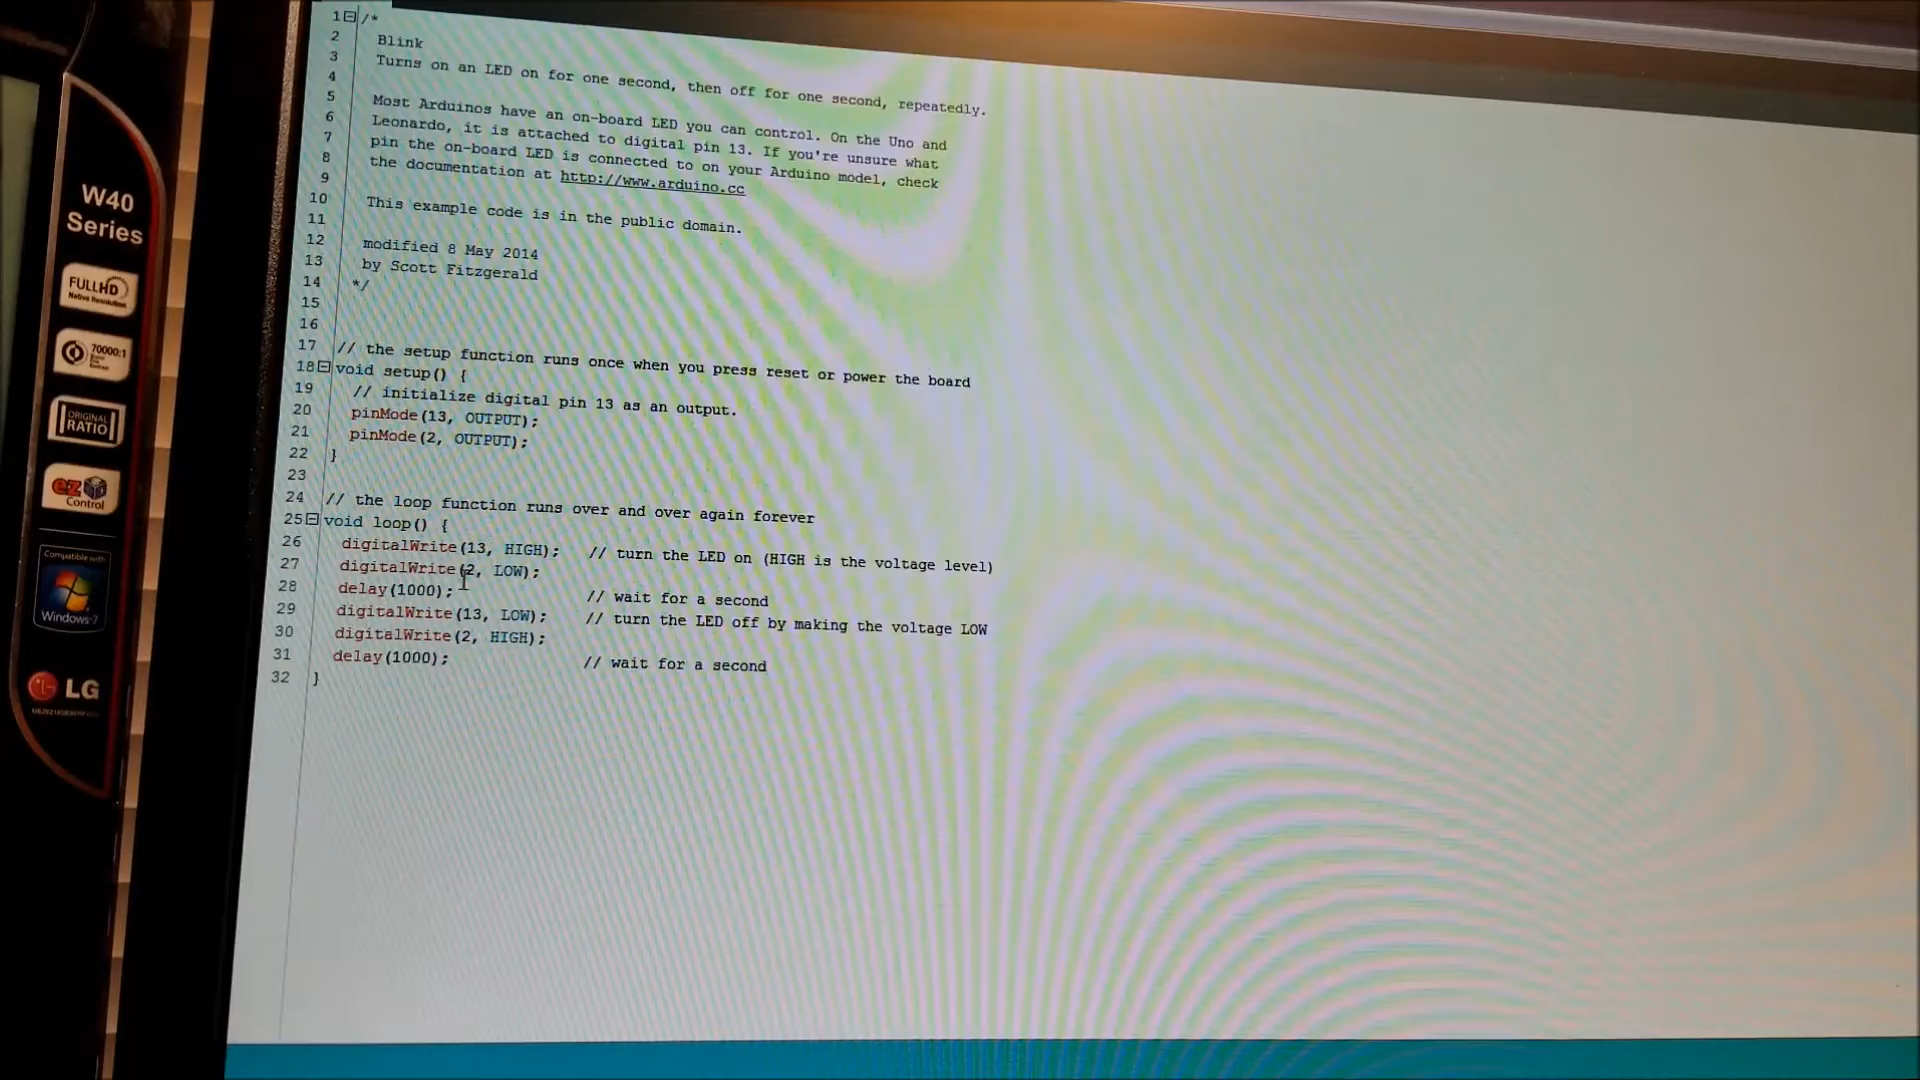 W40
Series
FULLHD
Native Resolution
70000:1
ORIGINAL
RATIO
ez
Control
Compatible with
Windows 7
LG
1 /*
2 Blink
3 Turns on an LED on for one second, then off for one second, repeatedly.
4
5 Most Arduinos have an on-board LED you can control. On the Uno and
6 Leonardo, it is attached to digital pin 13. If you're unsure what
7 pin the on-board LED is connected to on your Arduino model, check
8 the documentation at http://www.arduino.cc
9
10 This example code is in the public domain.
11
12 modified 8 May 2014
13 by Scott Fitzgerald
14 */
15
16
17 // the setup function runs once when you press reset or power the board
18 void setup() {
19 // initialize digital pin 13 as an output.
20 pinMode(13, OUTPUT);
21 pinMode(2, OUTPUT);
22 }
23
24 // the loop function runs over and over again forever
25 void loop() {
26 digitalWrite(13, HIGH); // turn the LED on (HIGH is the voltage level)
27 digitalWrite(2, LOW);
28 delay(1000); // wait for a second
29 digitalWrite(13, LOW); // turn the LED off by making the voltage LOW
30 digitalWrite(2, HIGH);
31 delay(1000); // wait for a second
32 }